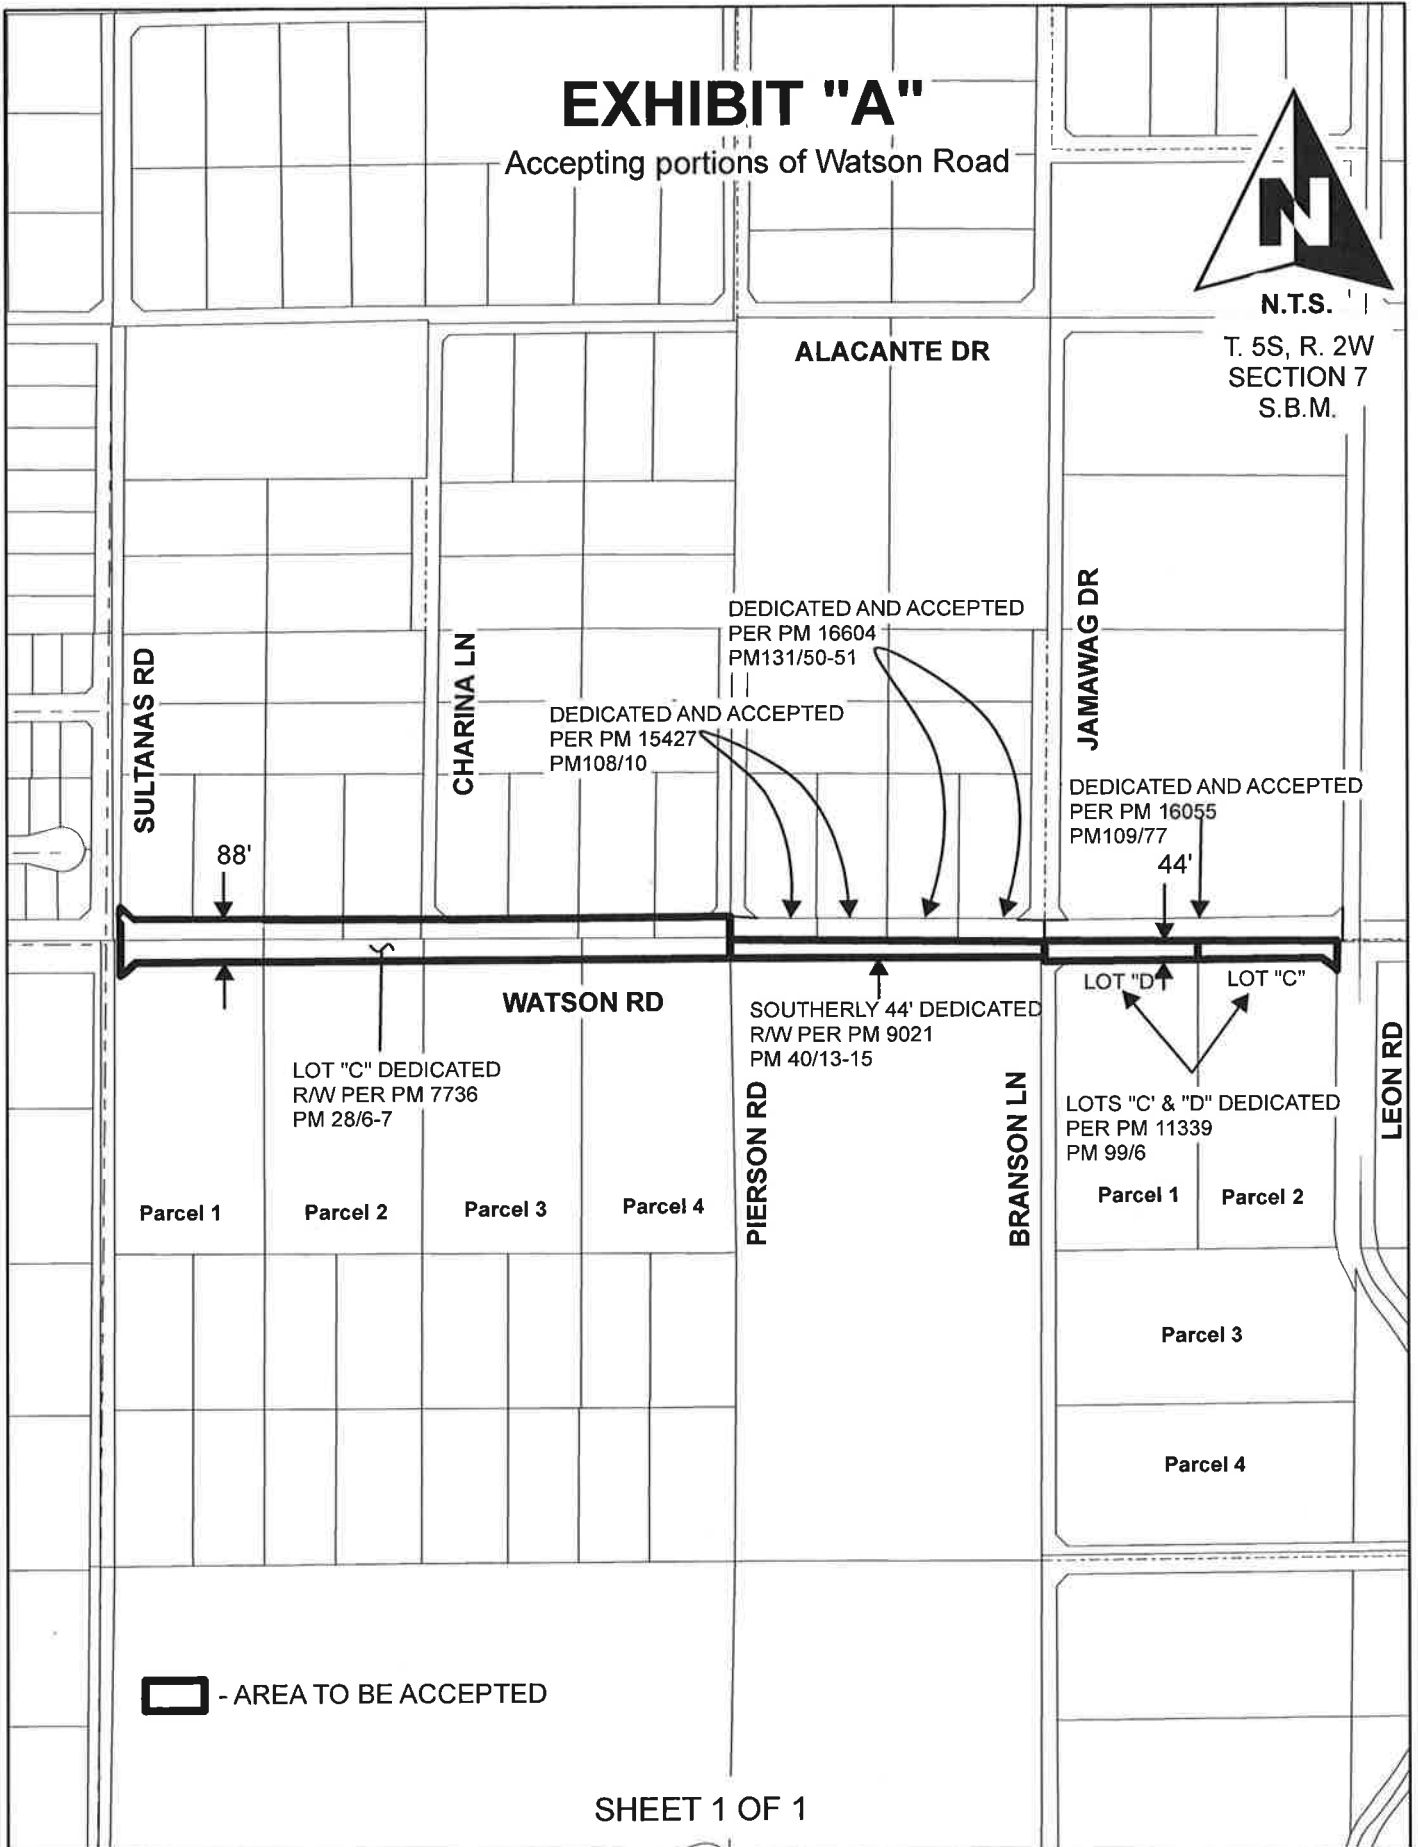 EXHIBIT "A"
Accepting portions of Watson Road
N
N.T.S.
T. 5S, R. 2W
SECTION 7
S.B.M.
ALACANTE DR
DEDICATED AND ACCEPTED
PER PM 16604
PM131/50-51
JAMAWAG DR
SULTANAS RD
CHARINA LN
DEDICATED AND ACCEPTED
PER PM 15427
PM108/10
DEDICATED AND ACCEPTED
PER PM 16055
PM109/77
88'
44'
WATSON RD
LOT "D"
LOT "C"
SOUTHERLY 44' DEDICATED
R/W PER PM 9021
PM 40/13-15
LOT "C" DEDICATED
R/W PER PM 7736
PM 28/6-7
PIERSON RD
BRANSON LN
LEON RD
LOTS "C' & "D" DEDICATED
PER PM 11339
PM 99/6
Parcel 1
Parcel 2
Parcel 3
Parcel 4
Parcel 1
Parcel 2
Parcel 3
Parcel 4
- AREA TO BE ACCEPTED
SHEET 1 OF 1